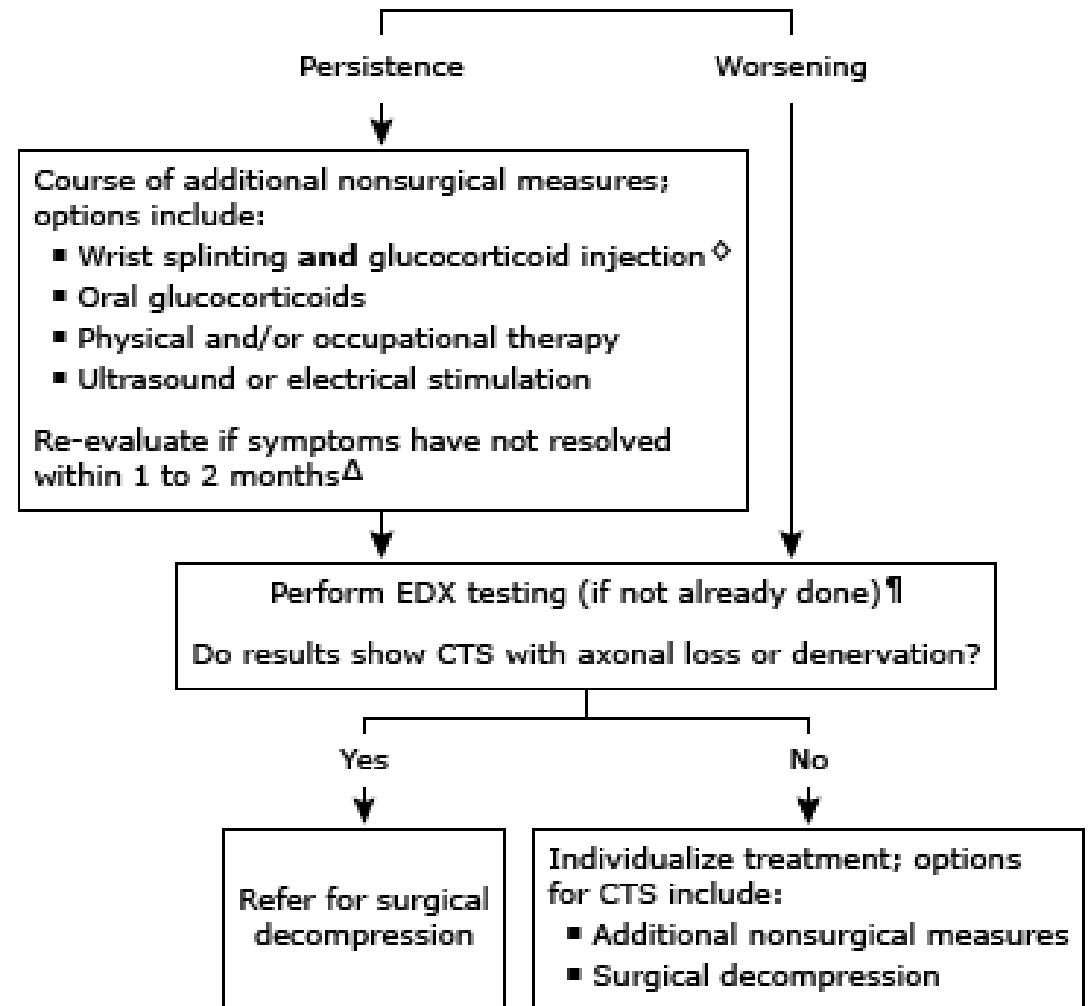 Persistence
Worsening
Course of additional nonsurgical measures;
options include:
▪ Wrist splinting and glucocorticoid injection◊
▪ Oral glucocorticoids
▪ Physical and/or occupational therapy
▪ Ultrasound or electrical stimulation
Re-evaluate if symptoms have not resolved
within 1 to 2 monthsΔ
Perform EDX testing (if not already done)¶
Do results show CTS with axonal loss or denervation?
Yes
No
Refer for surgical
decompression
Individualize treatment; options
for CTS include:
▪ Additional nonsurgical measures
▪ Surgical decompression